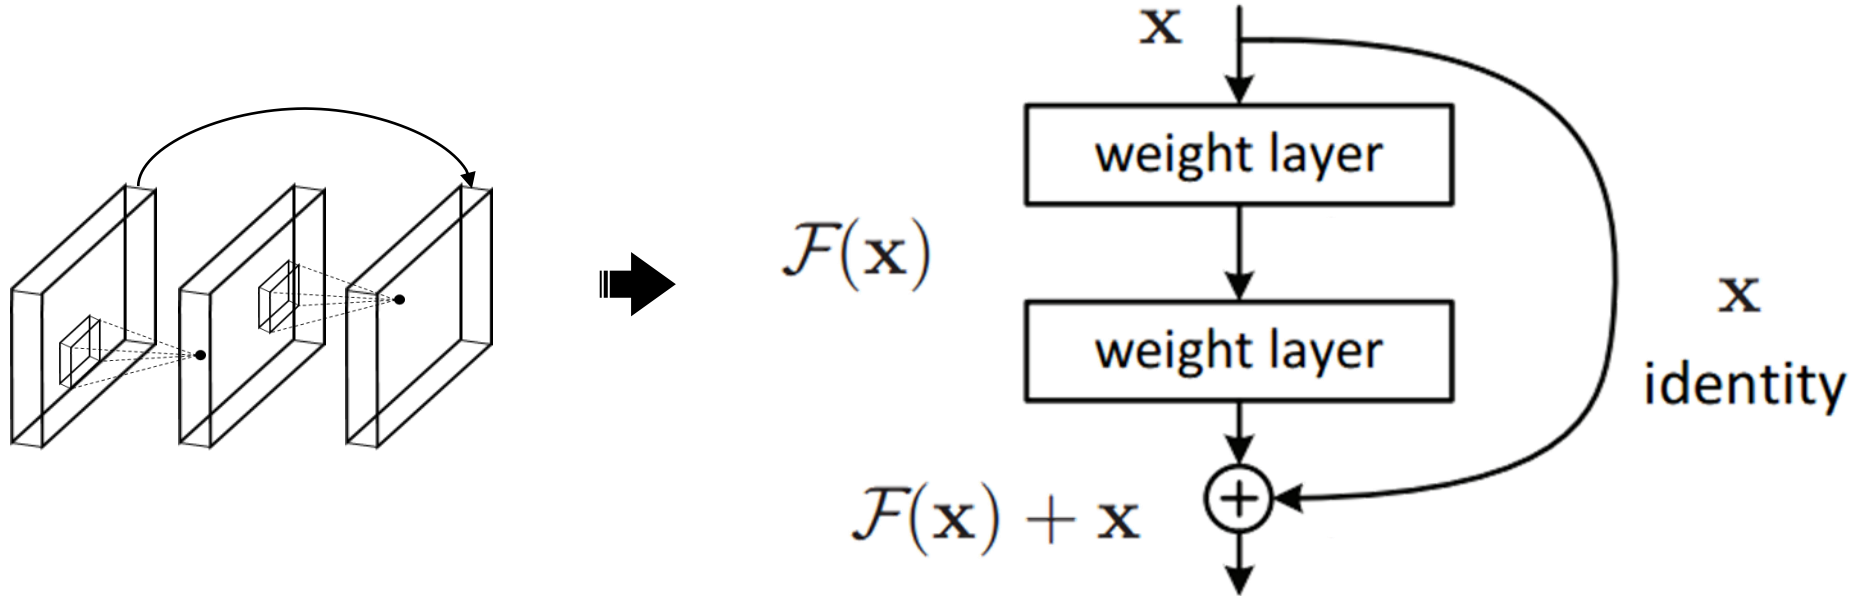 x
weight layer
F(x)
weight layer
x
identity
F(x) + x